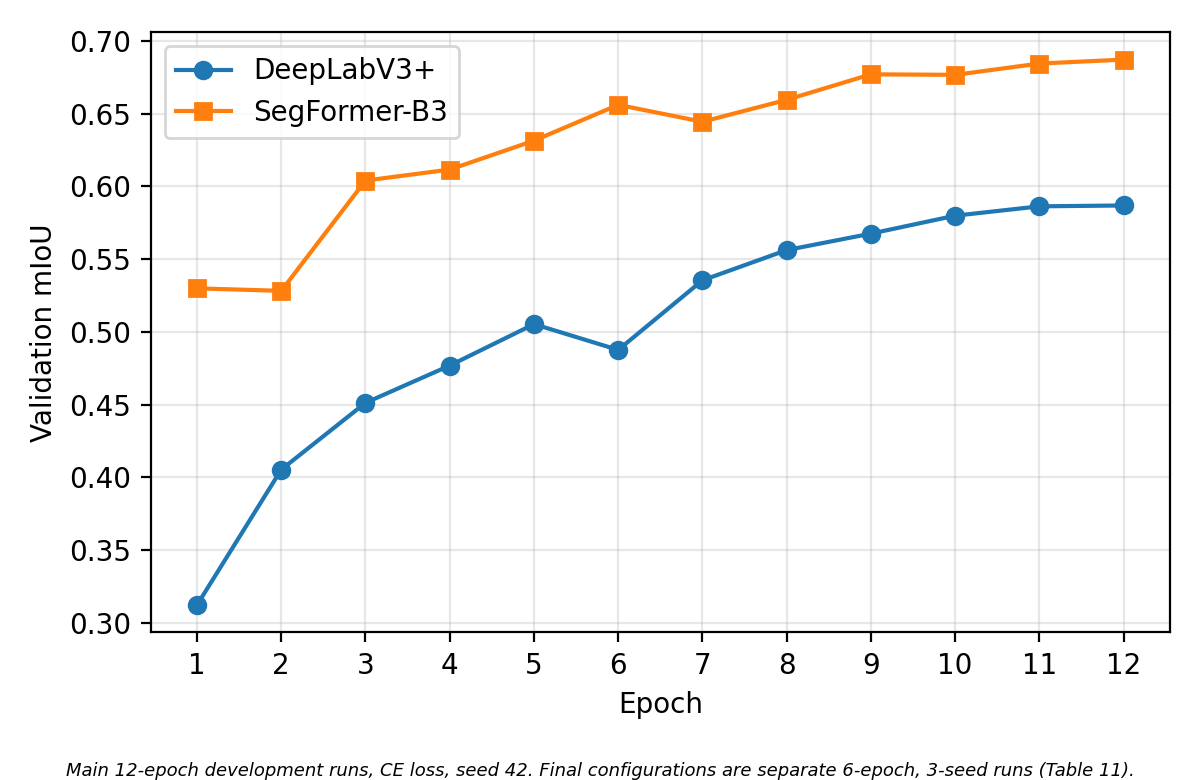 DeepLabV3+
SegFormer-B3
0.70
0.65
0.60
0.55
0.50
0.45
0.40
0.35
0.30
Validation mIoU
1 2 3 4 5 6 7 8 9 10 11 12
Epoch
Main 12-epoch development runs, CE loss, seed 42. Final configurations are separate 6-epoch, 3-seed runs (Table 11).